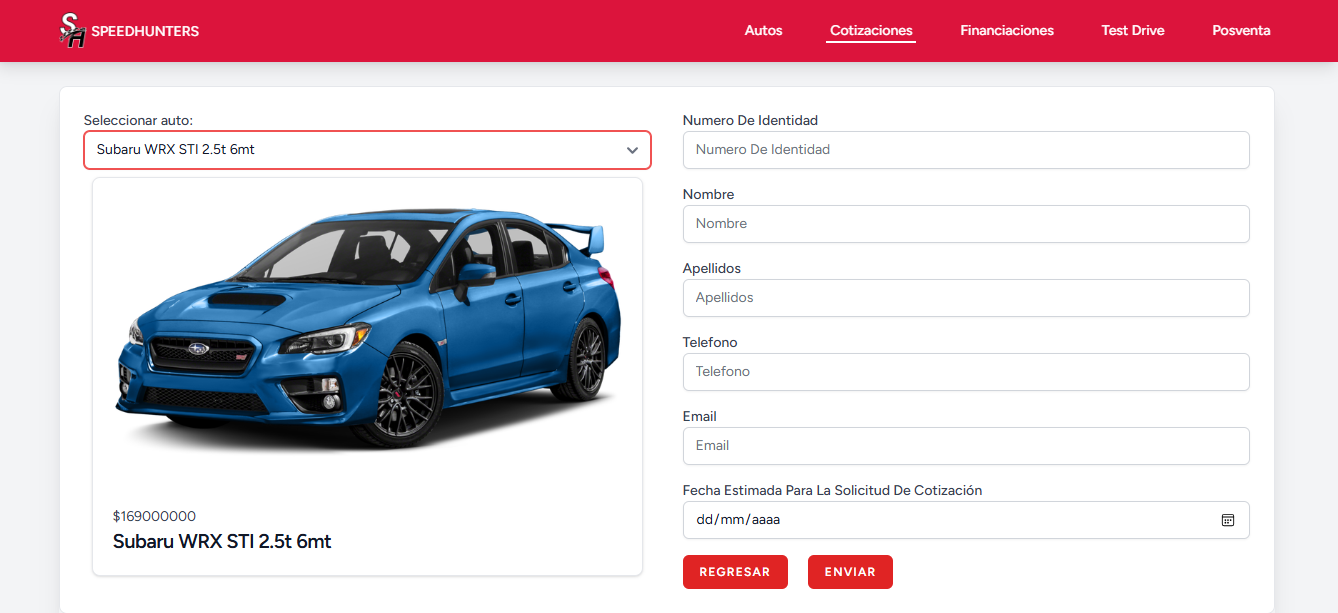 SH SPEEDHUNTERS
Autos
Cotizaciones
Financiaciones
Test Drive
Posventa
Seleccionar auto:
Subaru WRX STI 2.5t 6mt
$169000000
Subaru WRX STI 2.5t 6mt
Numero De Identidad
Numero De Identidad
Nombre
Nombre
Apellidos
Apellidos
Telefono
Telefono
Email
Email
Fecha Estimada Para La Solicitud De Cotización
dd/mm/aaaa
REGRESAR
ENVIAR